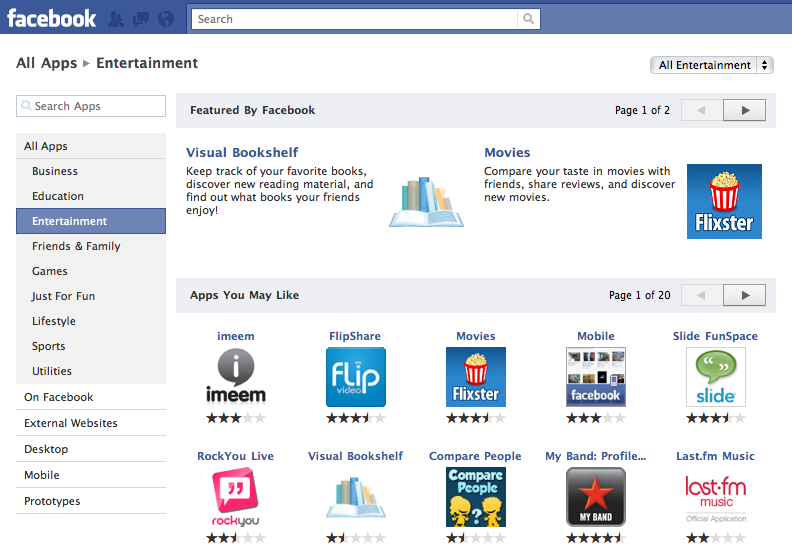 facebook
Search
All Apps ▸ Entertainment
All Entertainment
Search Apps
All Apps
Business
Education
Entertainment
Friends & Family
Games
Just For Fun
Lifestyle
Sports
Utilities
On Facebook
External Websites
Desktop
Mobile
Prototypes
Featured By Facebook
Page 1 of 2
Visual Bookshelf
Keep track of your favorite books,
discover new reading material, and
find out what books your friends
enjoy!
Movies
Compare your taste in movies with
friends, share reviews, and discover
new movies.
Flixster
Apps You May Like
Page 1 of 20
imeem
FlipShare
Movies
Mobile
Slide FunSpace
imeem
FLiP
video
Flixster
facebook
slide
RockYou Live
Visual Bookshelf
Compare People
My Band: Profile...
Last.fm Music
rockyou
Compare
People
?
MY BAND
last·fm
music
Official Application